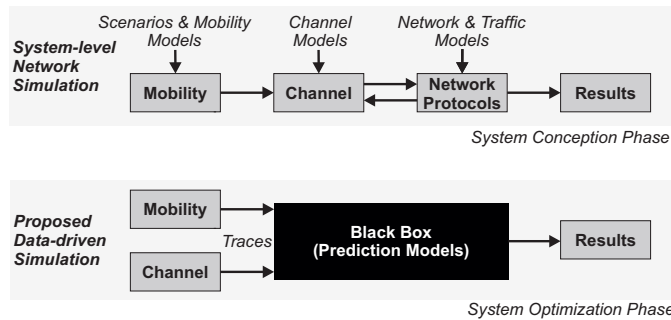 Scenarios & Mobility
Models
Channel
Models
Network & Traffic
Models
System-level
Network
Simulation
Mobility
Channel
Network
Protocols
Results
System Conception Phase
Proposed
Data-driven
Simulation
Mobility
Traces
Channel
Black Box
(Prediction Models)
Results
System Optimization Phase